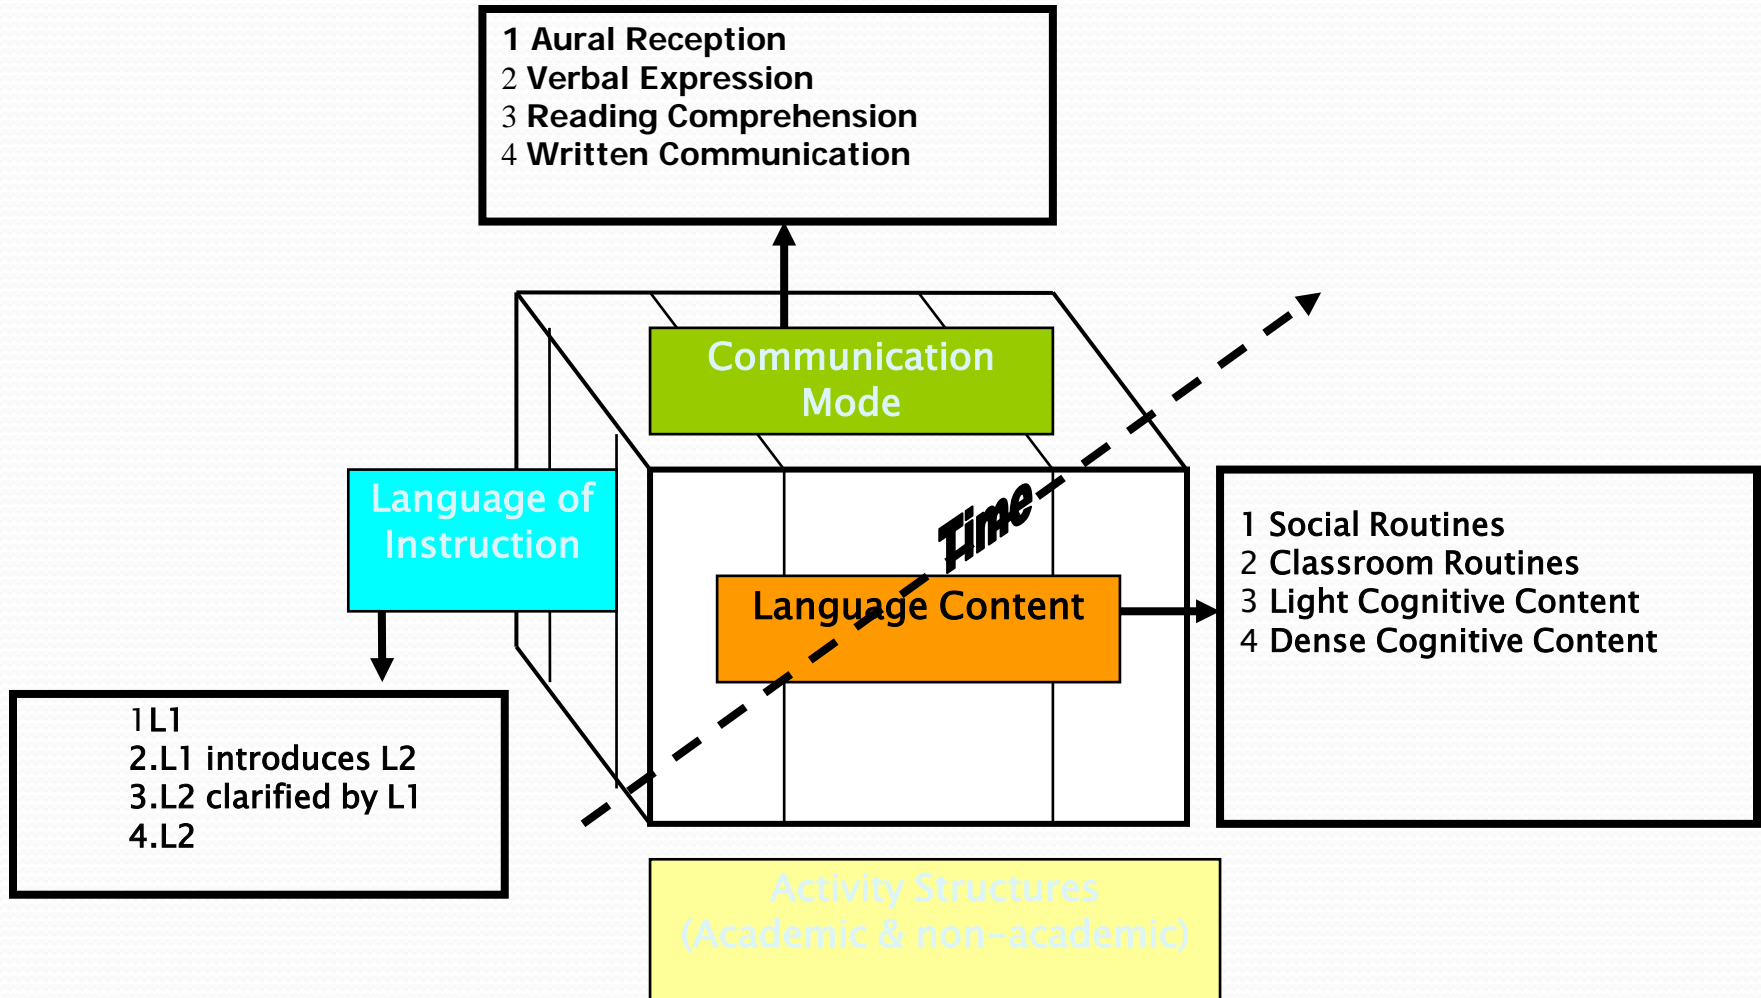 1 Aural Reception
2 Verbal Expression
3 Reading Comprehension
4 Written Communication
Communication
Mode
Language of
Instruction
Time
Language Content
1 Social Routines
2 Classroom Routines
3 Light Cognitive Content
4 Dense Cognitive Content
1L1
2.L1 introduces L2
3.L2 clarified by L1
4.L2
Activity Structures
(Academic & non-academic)